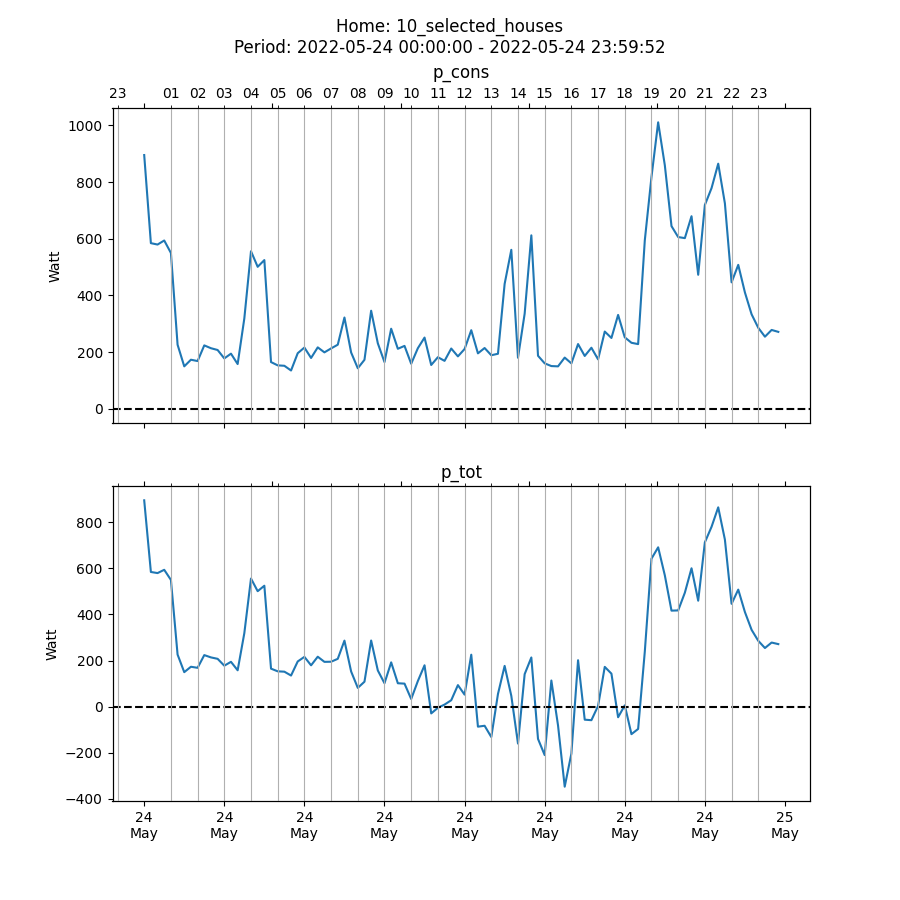 Home: 10_selected_houses
Period: 2022-05-24 00:00:00 - 2022-05-24 23:59:52
p_cons
23 01 02 03 04 05 06 07 08 09 10 11 12 13 14 15 16 17 18 19 20 21 22 23
1000
800
600
400
200
0
Watt
p_tot
800
600
400
200
0
−200
−400
Watt
24 24 24 24 24 24 24 24 25
May May May May May May May May May